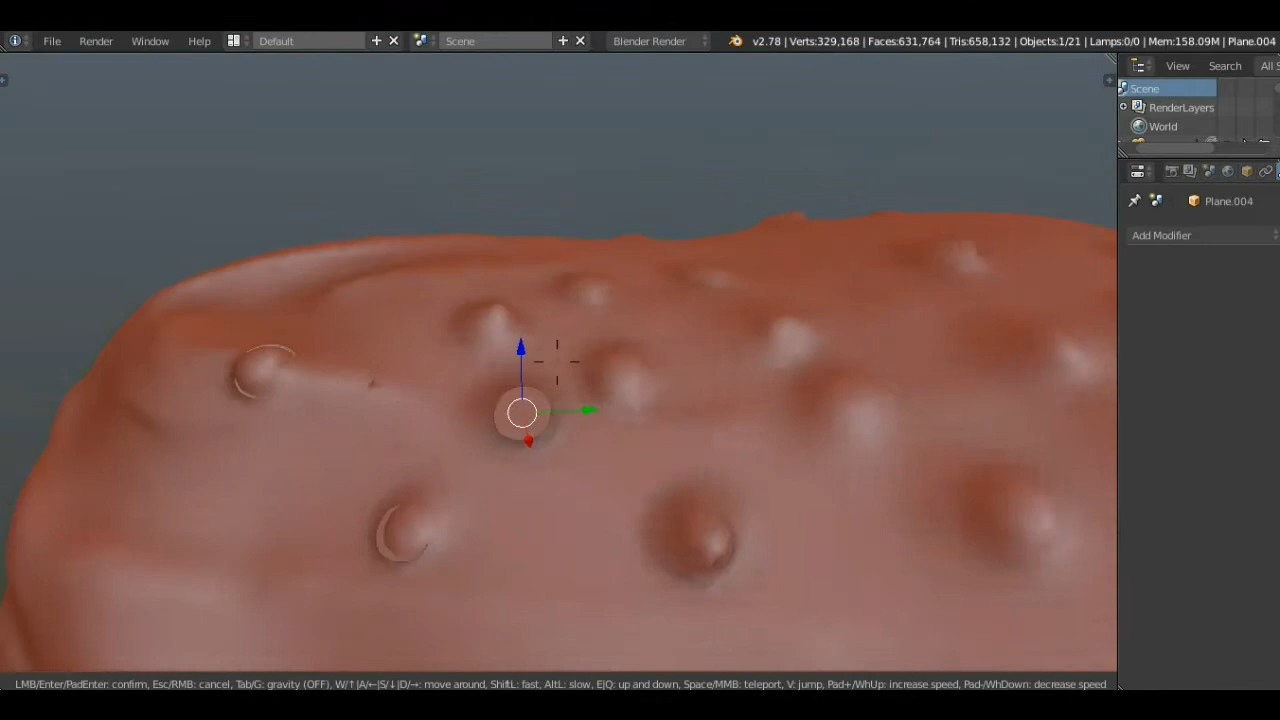 File Render Window Help Default Scene Blender Render v2.78 | Verts:329,168 | Faces:631,764 | Tris:658,132 | Objects:1/21 | Lamps:0/0 | Mem:158.09M | Plane.004
View Search All S
Scene
RenderLayers
World
Plane.004
Add Modifier
LMB/Enter/PadEnter: confirm, Esc/RMB: cancel, Tab/G: gravity (OFF), W/↑|A/←|S/↓|D/→: move around, ShiftL: fast, AltL: slow, E|Q: up and down, Space/MMB: teleport, V: jump, Pad+/WhUp: increase speed, Pad-/WhDown: decrease speed